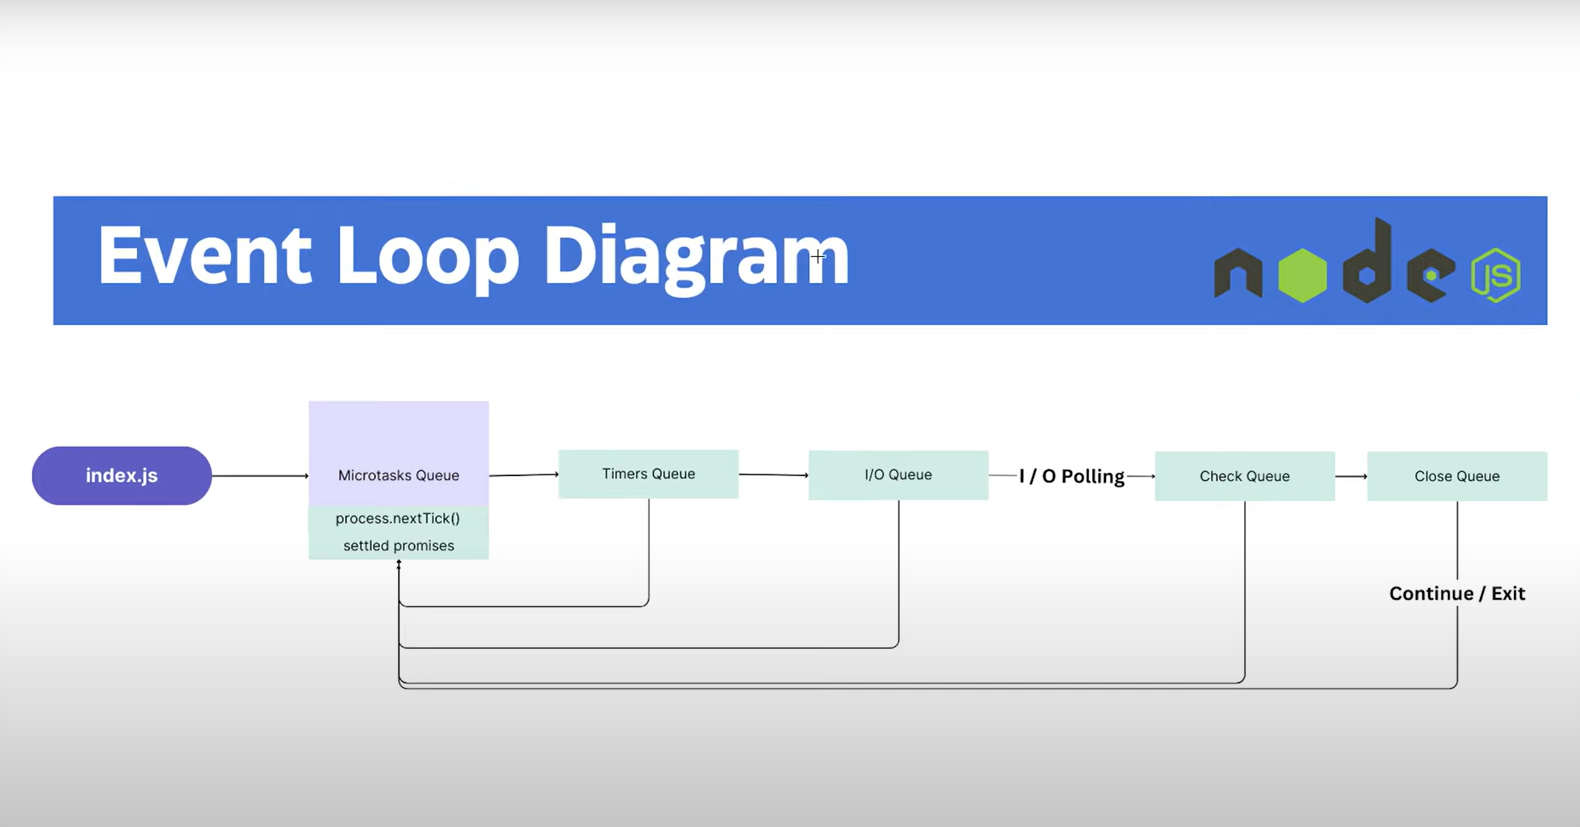 Event Loop Diagram
node
JS
index.js
Microtasks Queue
process.nextTick()
settled promises
Timers Queue
I/O Queue
I / O Polling
Check Queue
Close Queue
Continue / Exit